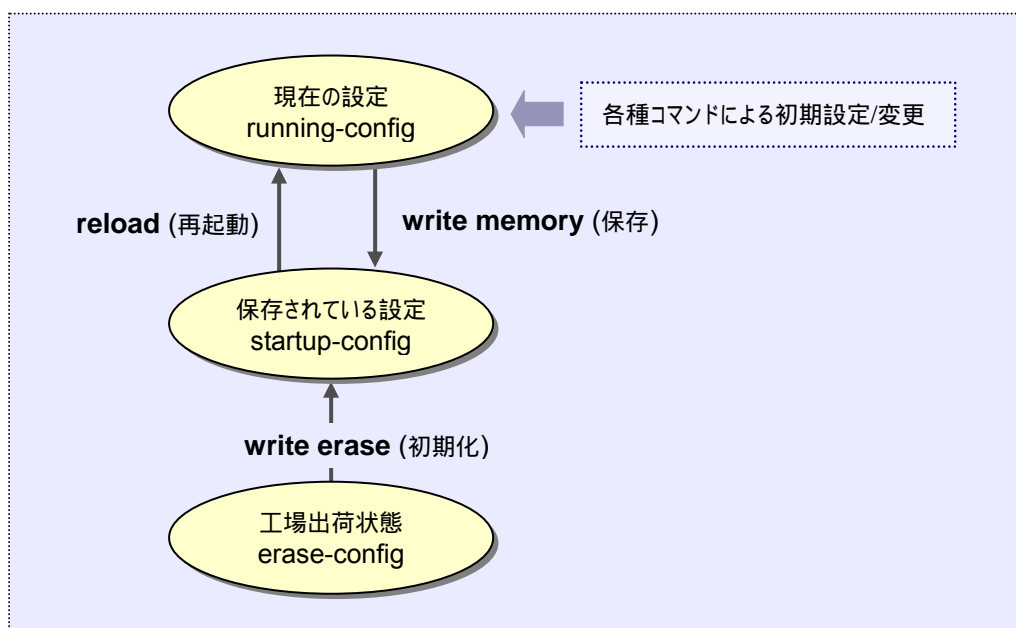 現在の設定
running-config
各種コマンドによる初期設定/変更
reload (再起動)
write memory (保存)
保存されている設定
startup-config
write erase (初期化)
工場出荷状態
erase-config